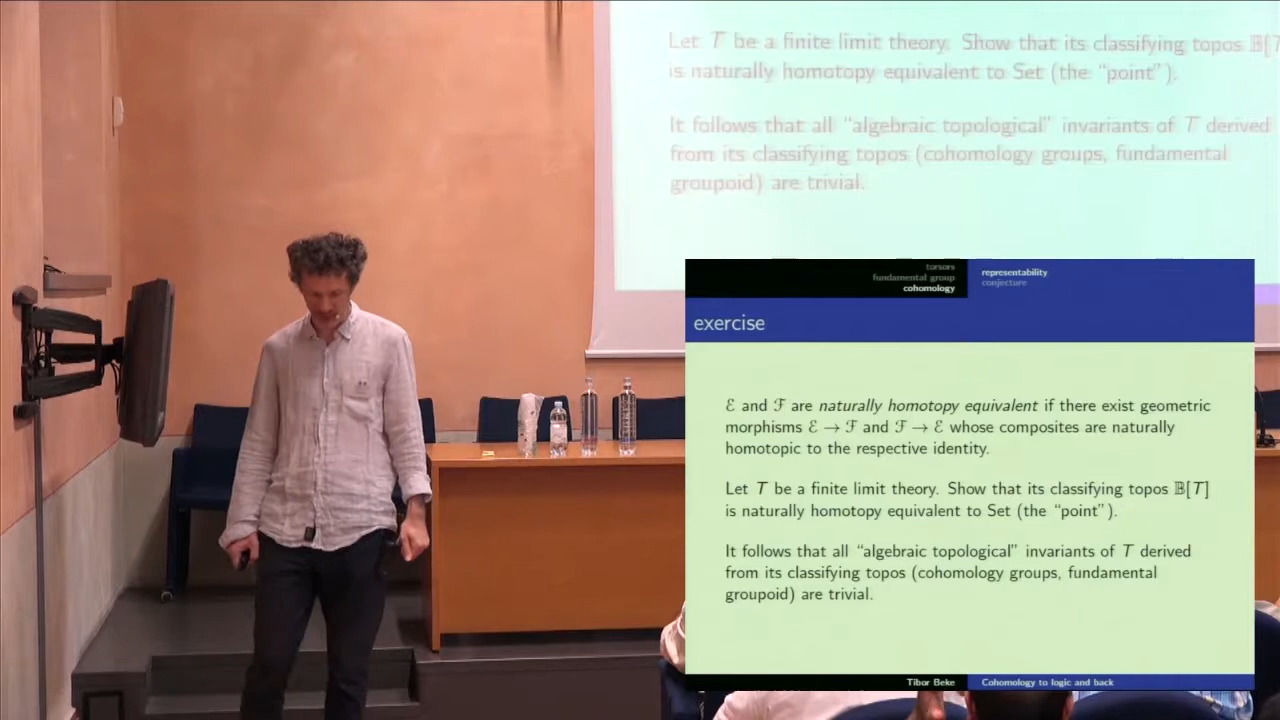 Let T be a finite limit theory. Show that its classifying topos 𝔹[T
is naturally homotopy equivalent to Set (the “point”).
It follows that all “algebraic topological” invariants of T derived
from its classifying topos (cohomology groups, fundamental
groupoid) are trivial.
torsors
fundamental group
cohomology
representability
conjecture
exercise
ℰ and ℱ are naturally homotopy equivalent if there exist geometric
morphisms ℰ → ℱ and ℱ → ℰ whose composites are naturally
homotopic to the respective identity.
Let T be a finite limit theory. Show that its classifying topos 𝔹[T]
is naturally homotopy equivalent to Set (the “point”).
It follows that all “algebraic topological” invariants of T derived
from its classifying topos (cohomology groups, fundamental
groupoid) are trivial.
Tibor Beke
Cohomology to logic and back